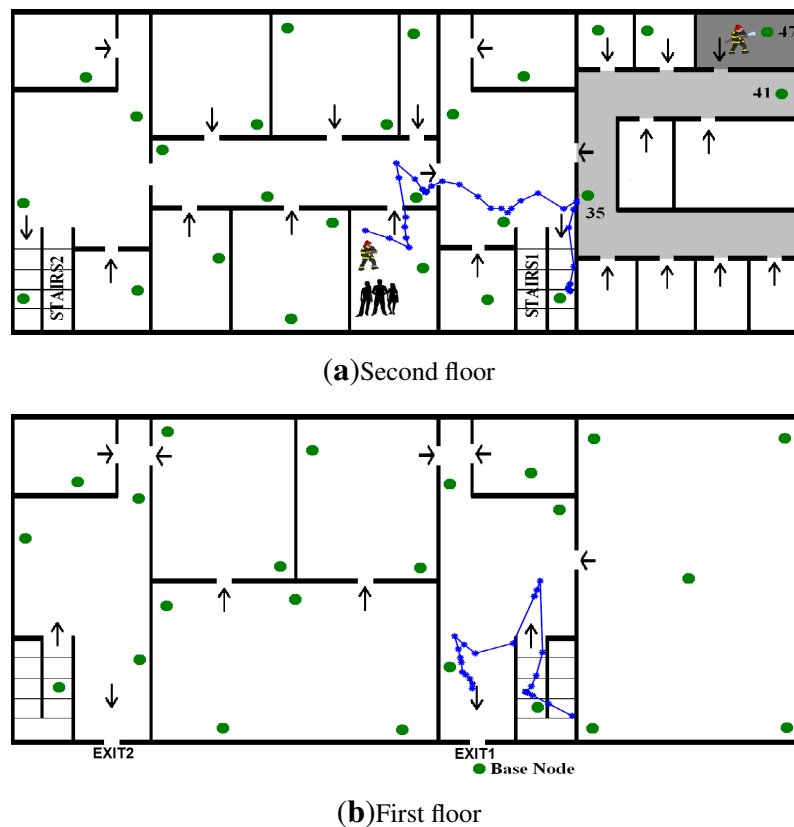 47
41
35
STAIRS2
STAIRS1
(a)Second floor
EXIT2
EXIT1
Base Node
(b)First floor